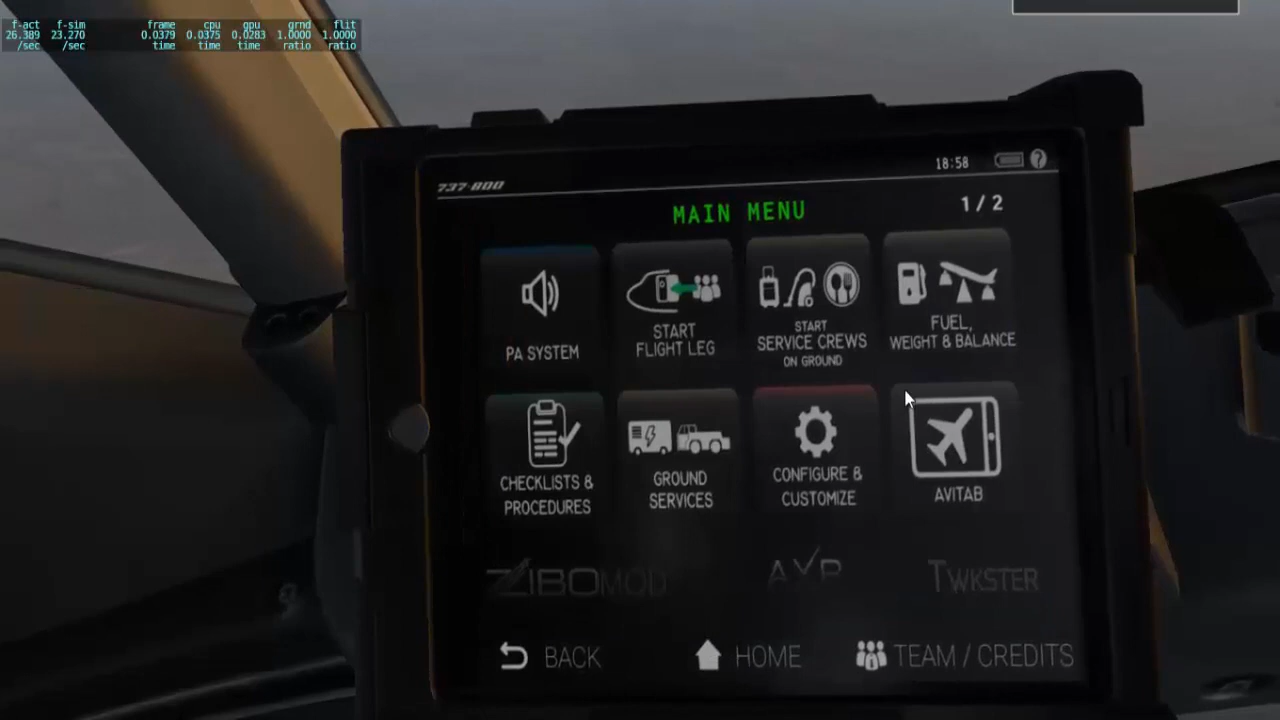 f-act f-sim frame cpu gpu grnd flit
26.389 23.270 0.0379 0.0375 0.0283 1.0000 1.0000
/sec /sec time time time ratio ratio
18:58
737-800
MAIN MENU 1 / 2
PA SYSTEM
START
FLIGHT LEG
START
SERVICE CREWS
ON GROUND
FUEL,
WEIGHT & BALANCE
CHECKLISTS &
PROCEDURES
GROUND
SERVICES
CONFIGURE &
CUSTOMIZE
AVITAB
ZIBOMOD AXP TWKSTER
BACK HOME TEAM / CREDITS